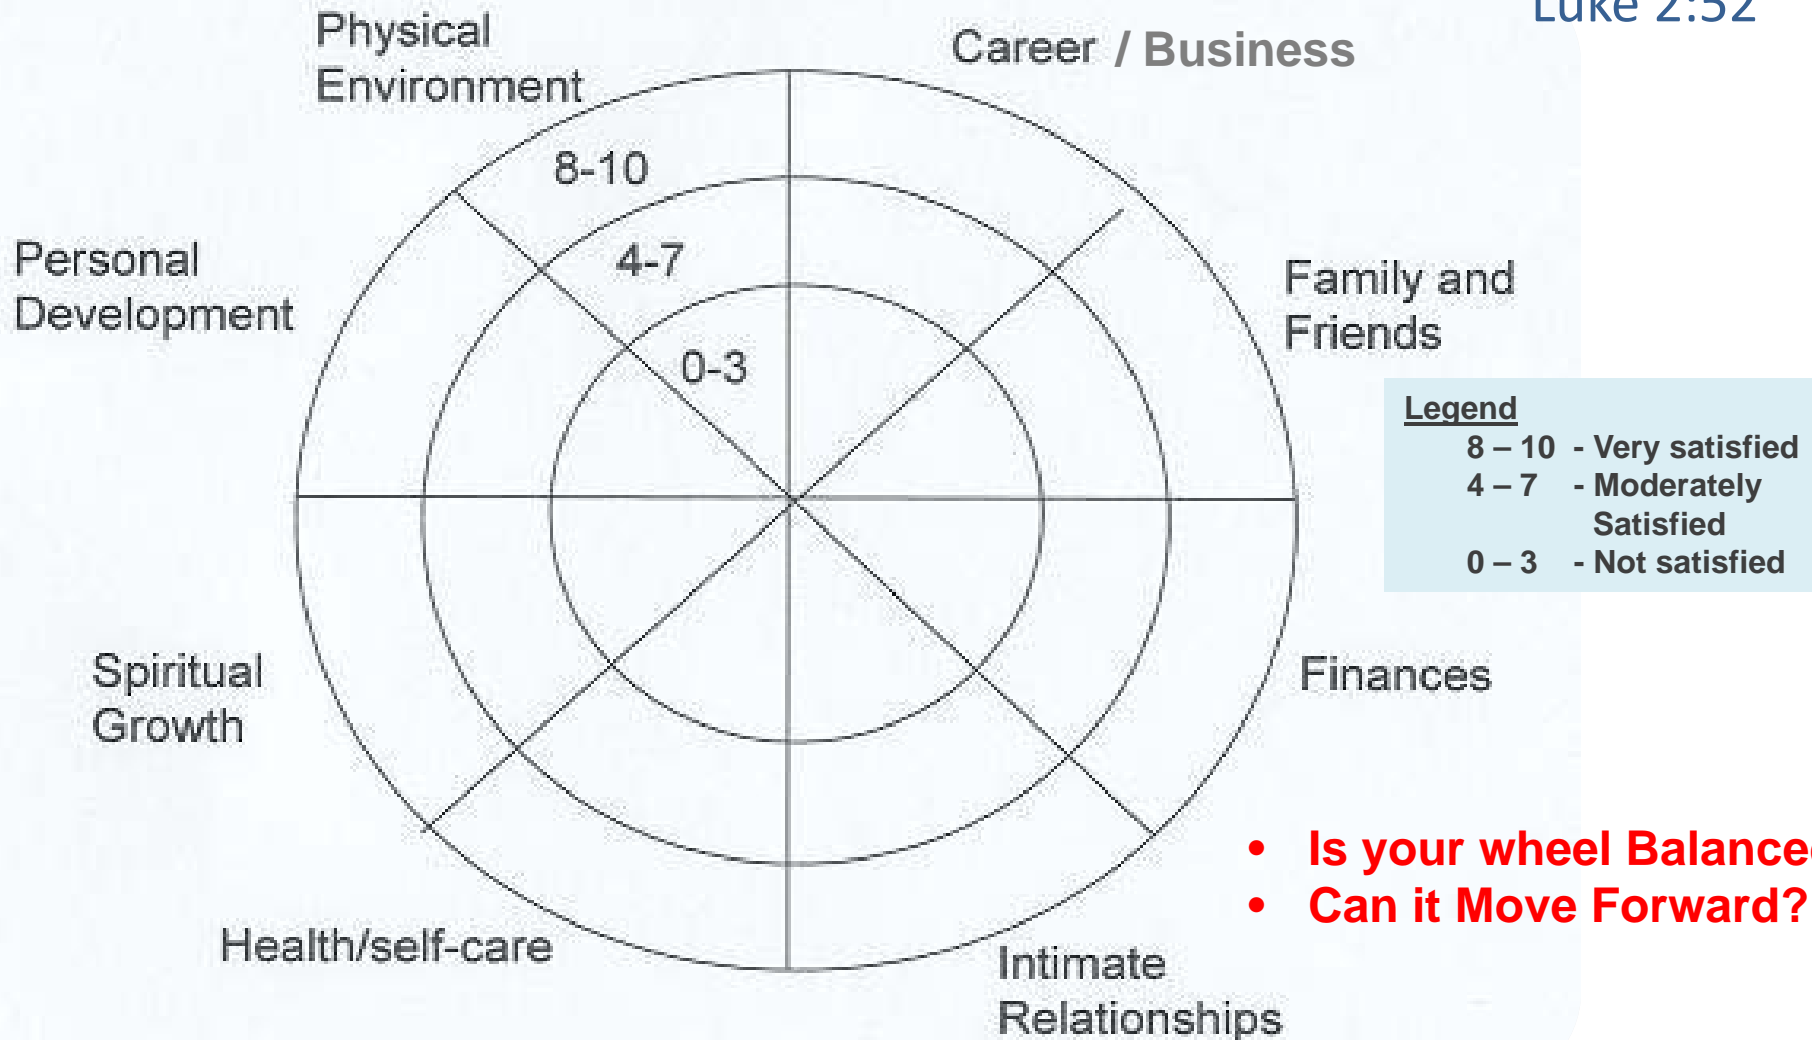 Luke 2:52
Physical
Environment
Career / Business
8-10
4-7
0-3
Personal
Development
Family and
Friends
Legend
8 – 10 - Very satisfied
4 – 7 - Moderately
Satisfied
0 – 3 - Not satisfied
Spiritual
Growth
Finances
• Is your wheel Balanced
• Can it Move Forward?
Health/self-care
Intimate
Relationships